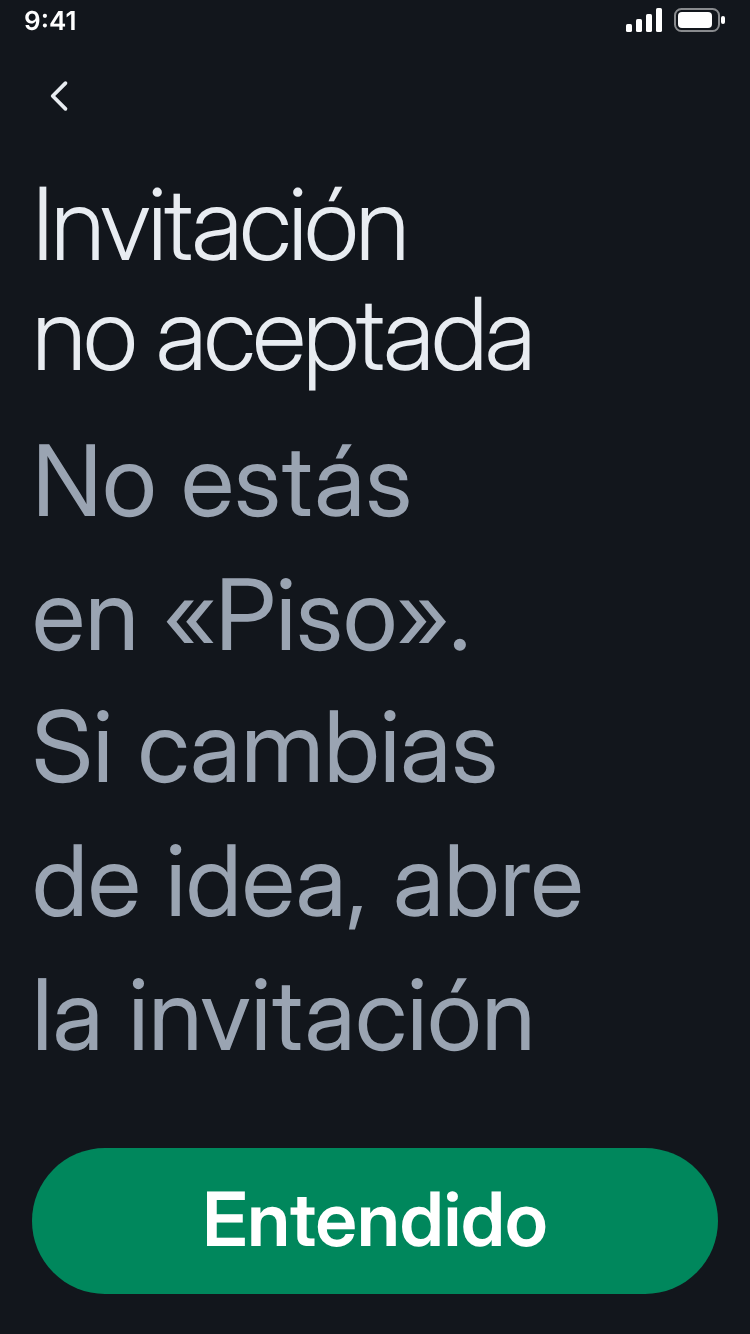 9:41
Invitación
no aceptada
No estás
en «Piso».
Si cambias
de idea, abre
la invitación
Entendido